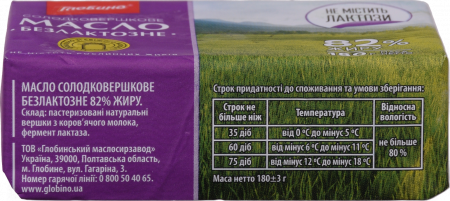 Глобино
СОЛОДКОВЕРШКОВЕ
МАСЛО
БЕЗЛАКТОЗНЕ
НЕ МІСТИТЬ
ЛАКТОЗИ
82%
ЖИРУ
МАСЛО СОЛОДКОВЕРШКОВЕ
БЕЗЛАКТОЗНЕ 82% ЖИРУ.
Склад: пастеризовані натуральні
вершки з коров'ячого молока,
фермент лактаза.
ТОВ «Глобинський маслосирзавод»
Україна, 39000, Полтавська область,
м. Глобине, вул. Гагаріна, 3.
Номер гарячої лінії: 0 800 50 40 65.
www.globino.ua
Строк придатності до споживання та умови зберігання:
Строк не більше ніж Температура Відносна вологість
35 діб від 0 °С до мінус 5 °С не більше 80 %
60 діб від мінус 6 °С до мінус 11 °С
75 діб від мінус 12 °С до мінус 18 °С
Маса нетто 180±3 г